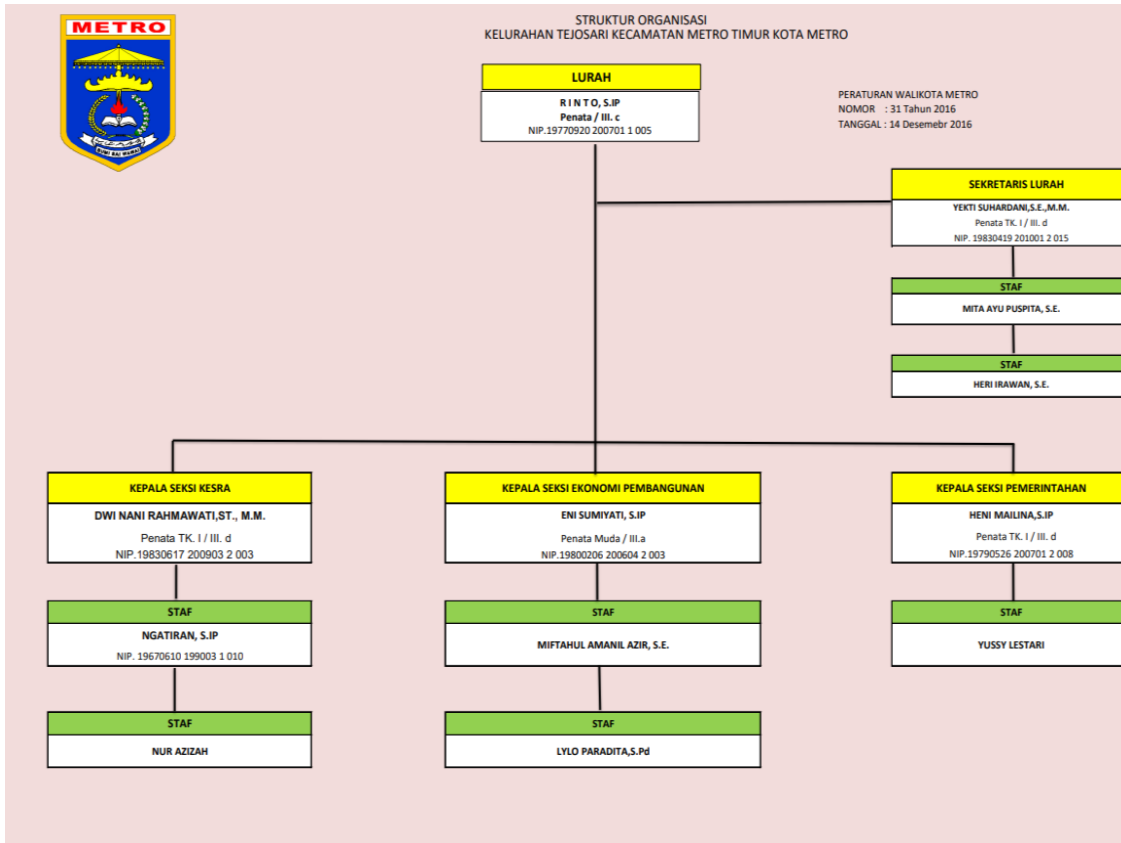 METRO
BUMI SAI WAWAI
STRUKTUR ORGANISASI
KELURAHAN TEJOSARI KECAMATAN METRO TIMUR KOTA METRO
LURAH
R I N T O, S.IP
Penata / III. c
NIP.19770920 200701 1 005
PERATURAN WALIKOTA METRO
NOMOR : 31 Tahun 2016
TANGGAL : 14 Desemebr 2016
SEKRETARIS LURAH
YEKTI SUHARDANI,S.E.,M.M.
Penata TK. I / III. d
NIP. 19830419 201001 2 015
STAF
MITA AYU PUSPITA, S.E.
STAF
HERI IRAWAN, S.E.
KEPALA SEKSI KESRA
DWI NANI RAHMAWATI,ST., M.M.
Penata TK. I / III. d
NIP.19830617 200903 2 003
STAF
NGATIRAN, S.IP
NIP. 19670610 199003 1 010
STAF
NUR AZIZAH
KEPALA SEKSI EKONOMI PEMBANGUNAN
ENI SUMIYATI, S.IP
Penata Muda / III.a
NIP.19800206 200604 2 003
STAF
MIFTAHUL AMANIL AZIR, S.E.
STAF
LYLO PARADITA,S.Pd
KEPALA SEKSI PEMERINTAHAN
HENI MAILINA,S.IP
Penata TK. I / III. d
NIP.19790526 200701 2 008
STAF
YUSSY LESTARI